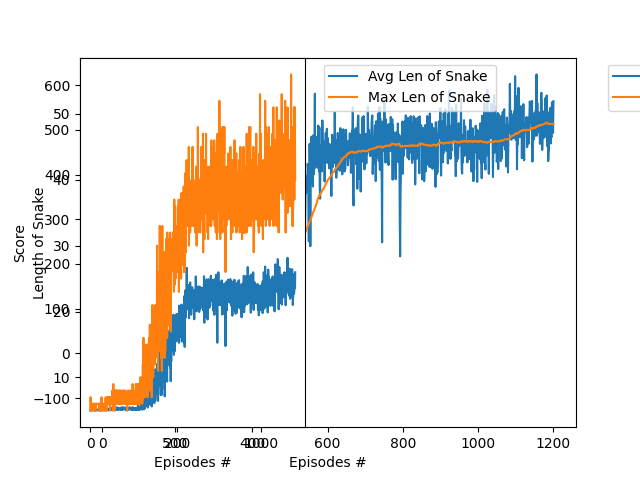 Avg Len of Snake
Max Len of Snake
Score
Length of Snake
600
50
500
400
40
300
30
200
100
20
0
10
−100
0 0 500 200 400 1000 600 800 1000 1200
Episodes # Episodes #